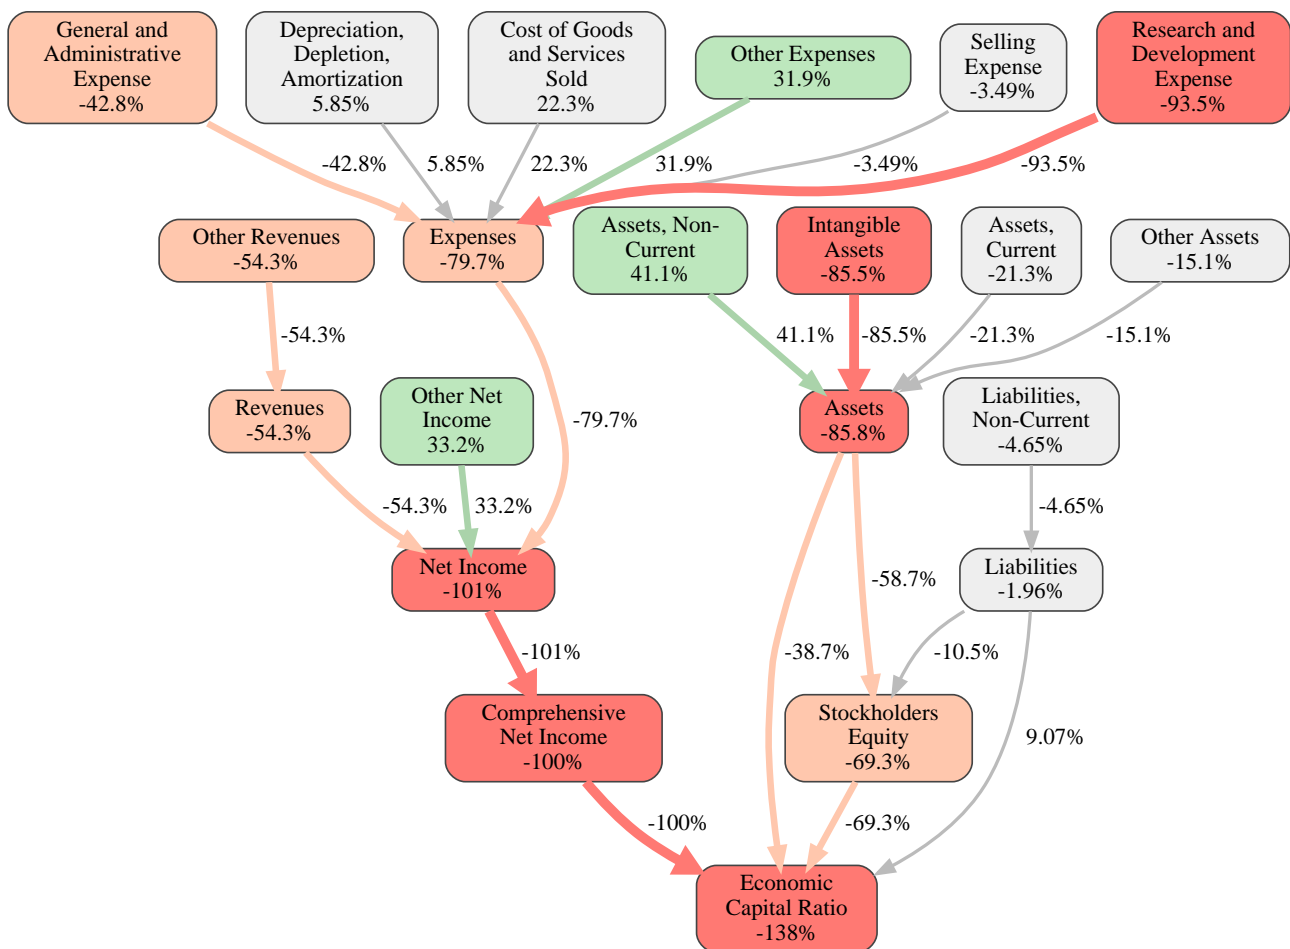 General and
Administrative
Expense
-42.8%
Depreciation,
Depletion,
Amortization
5.85%
Cost of Goods
and Services
Sold
22.3%
Other Expenses
31.9%
Selling
Expense
-3.49%
Research and
Development
Expense
-93.5%
-42.8%
5.85%
22.3%
31.9%
-3.49%
-93.5%
Other Revenues
-54.3%
Expenses
-79.7%
Assets, Non-
Current
41.1%
Intangible
Assets
-85.5%
Assets,
Current
-21.3%
Other Assets
-15.1%
-54.3%
41.1%
-85.5%
-21.3%
-15.1%
Revenues
-54.3%
Other Net
Income
33.2%
-79.7%
Assets
-85.8%
Liabilities,
Non-Current
-4.65%
-54.3%
33.2%
-4.65%
Net Income
-101%
-58.7%
Liabilities
-1.96%
-101%
-38.7%
-10.5%
Comprehensive
Net Income
-100%
Stockholders
Equity
-69.3%
9.07%
-100%
-69.3%
Economic
Capital Ratio
-138%